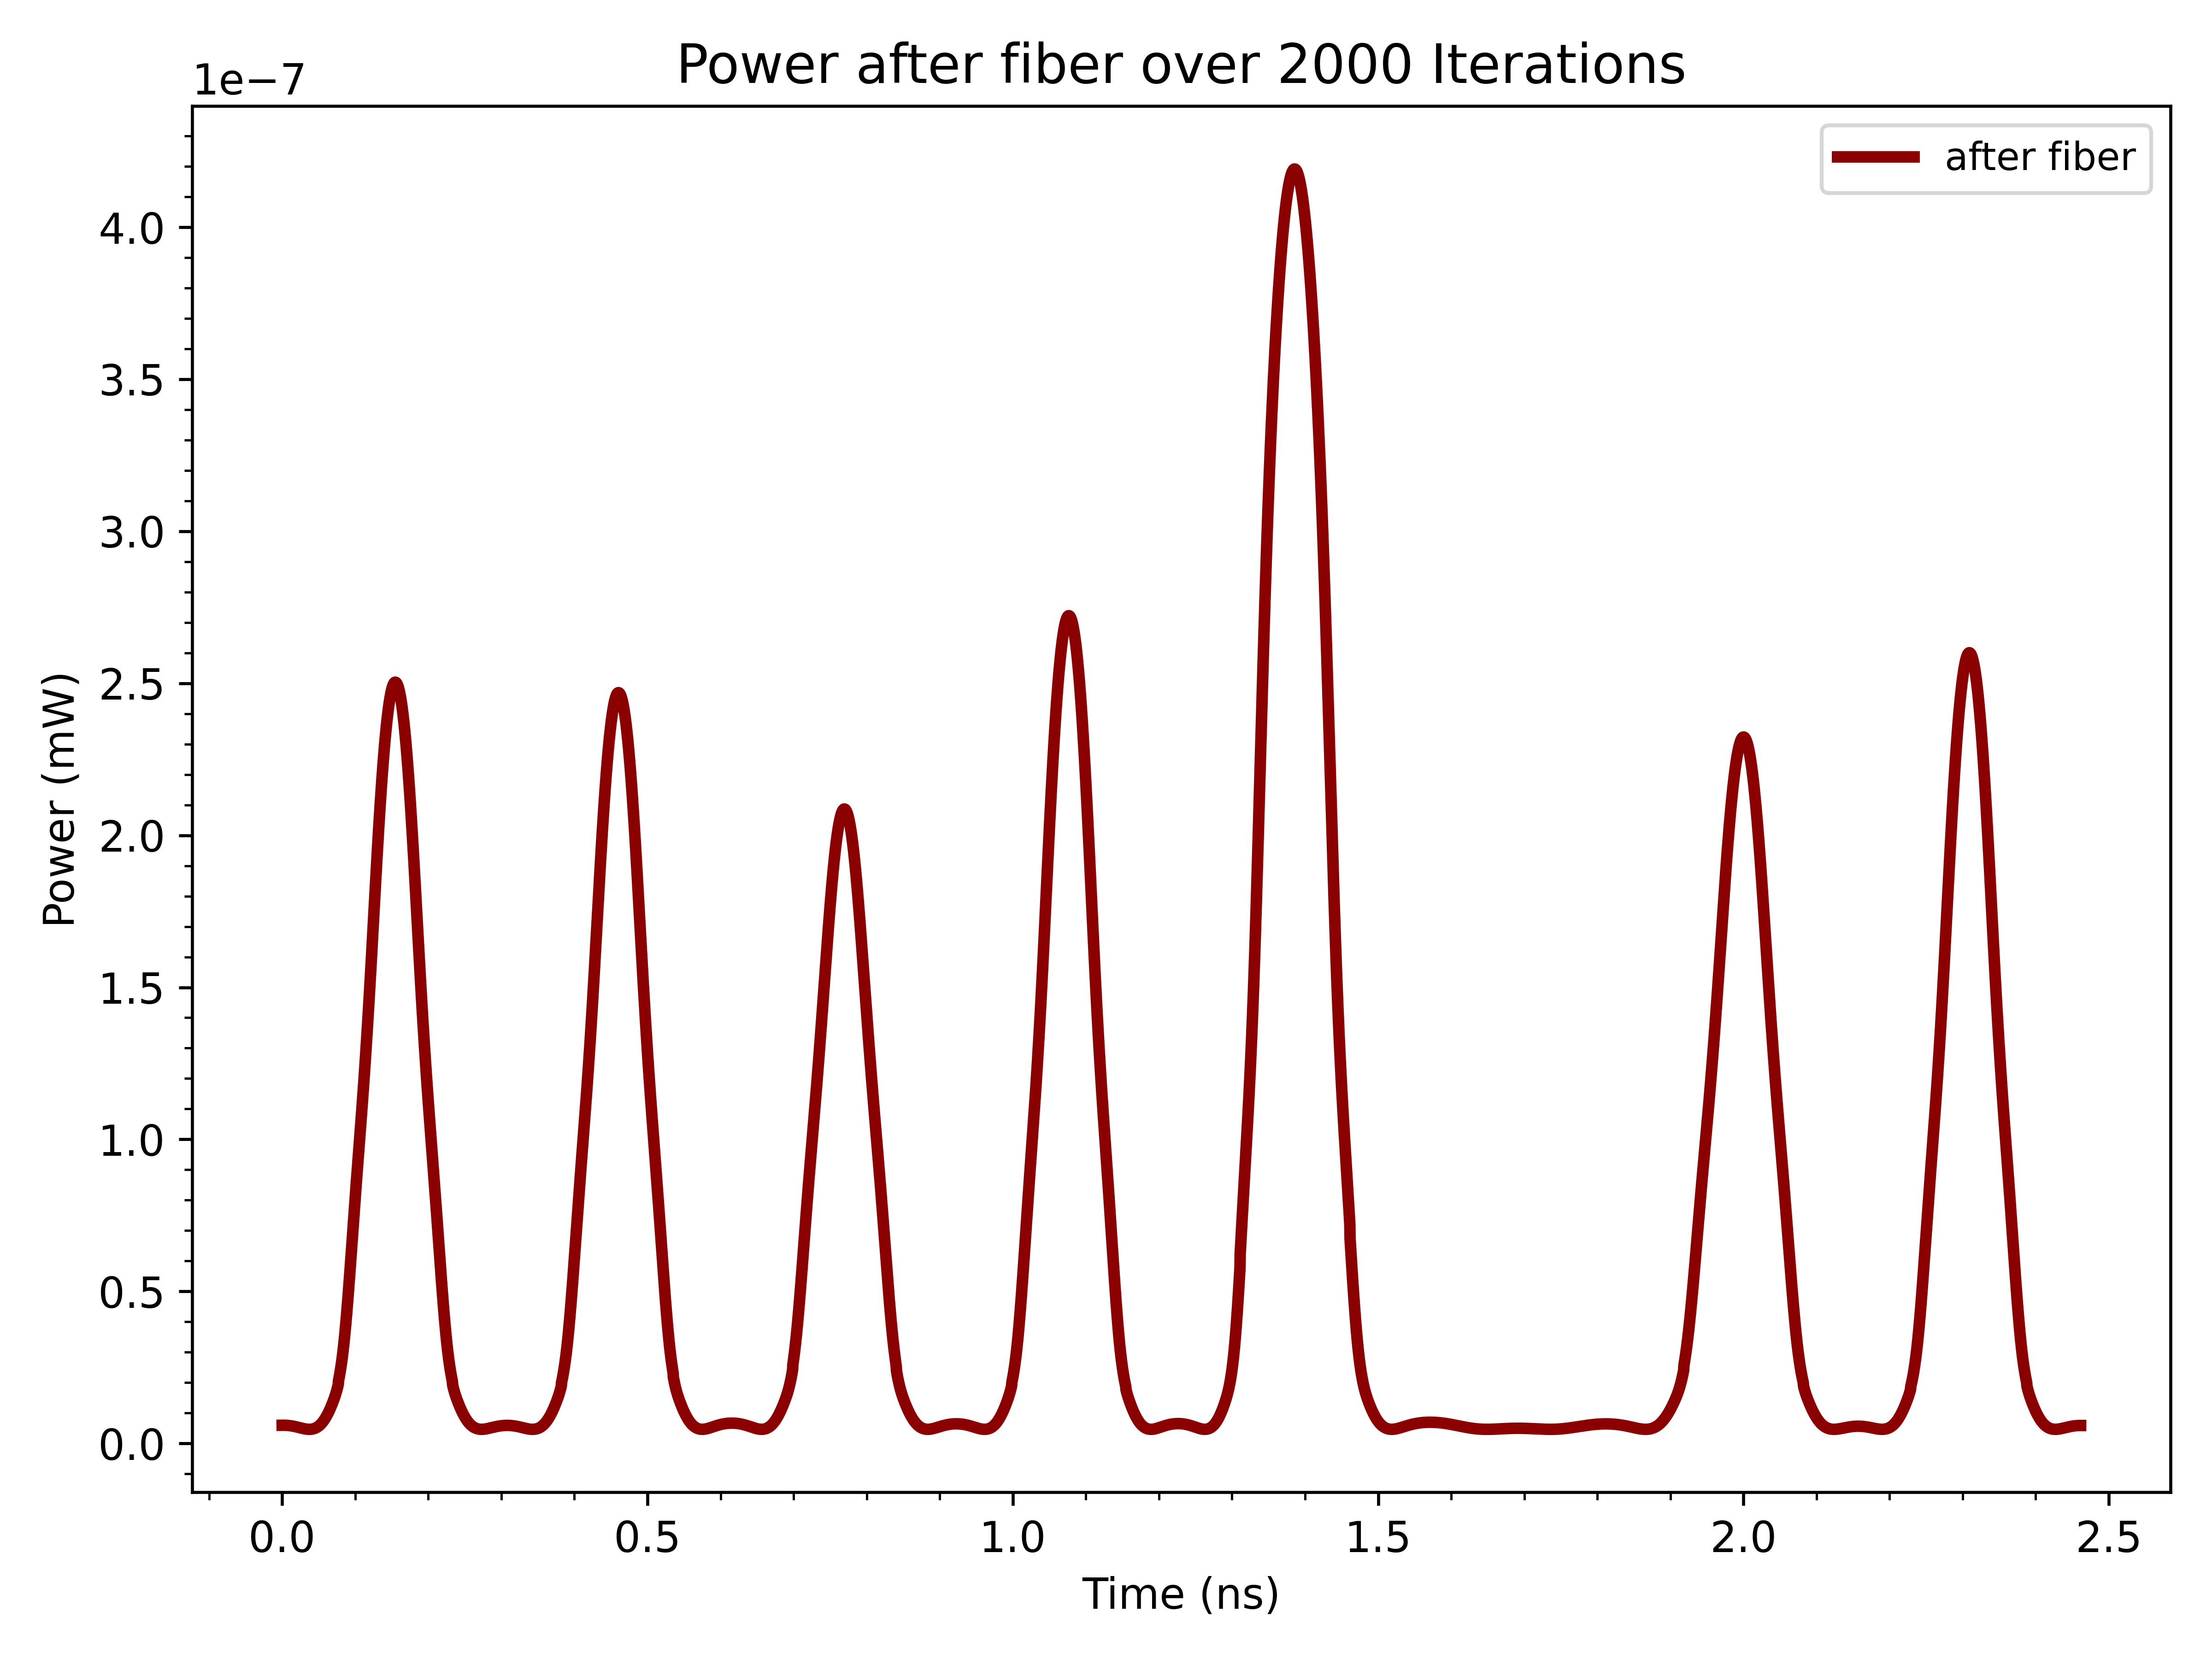 Power after fiber over 2000 Iterations
1e−7
after fiber
4.0
3.5
3.0
2.5
2.0
1.5
1.0
0.5
0.0
Power (mW)
0.0 0.5 1.0 1.5 2.0 2.5
Time (ns)